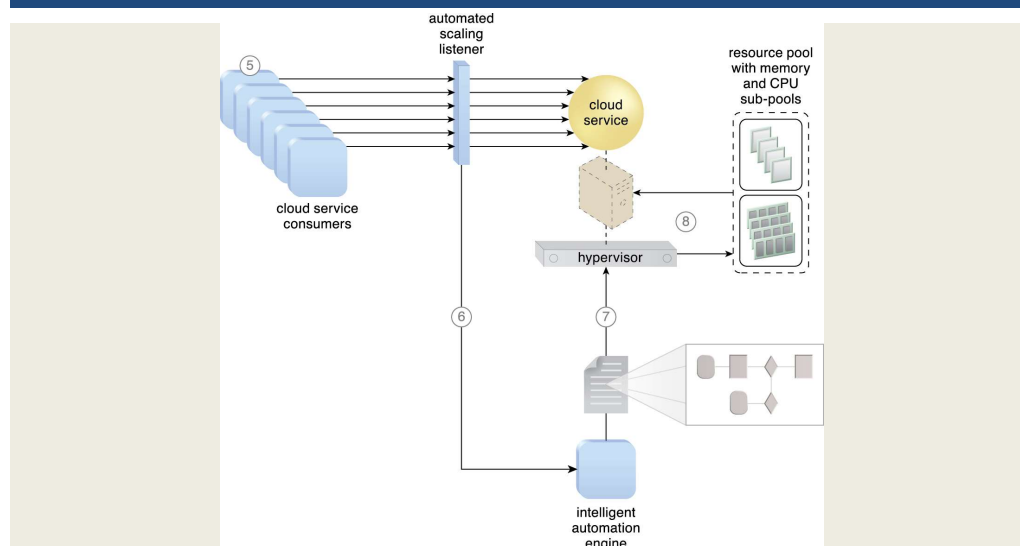 automated
scaling
listener
5
resource pool
with memory
and CPU
sub-pools
cloud
service
cloud service
consumers
8
hypervisor
6
7
intelligent
automation
engine